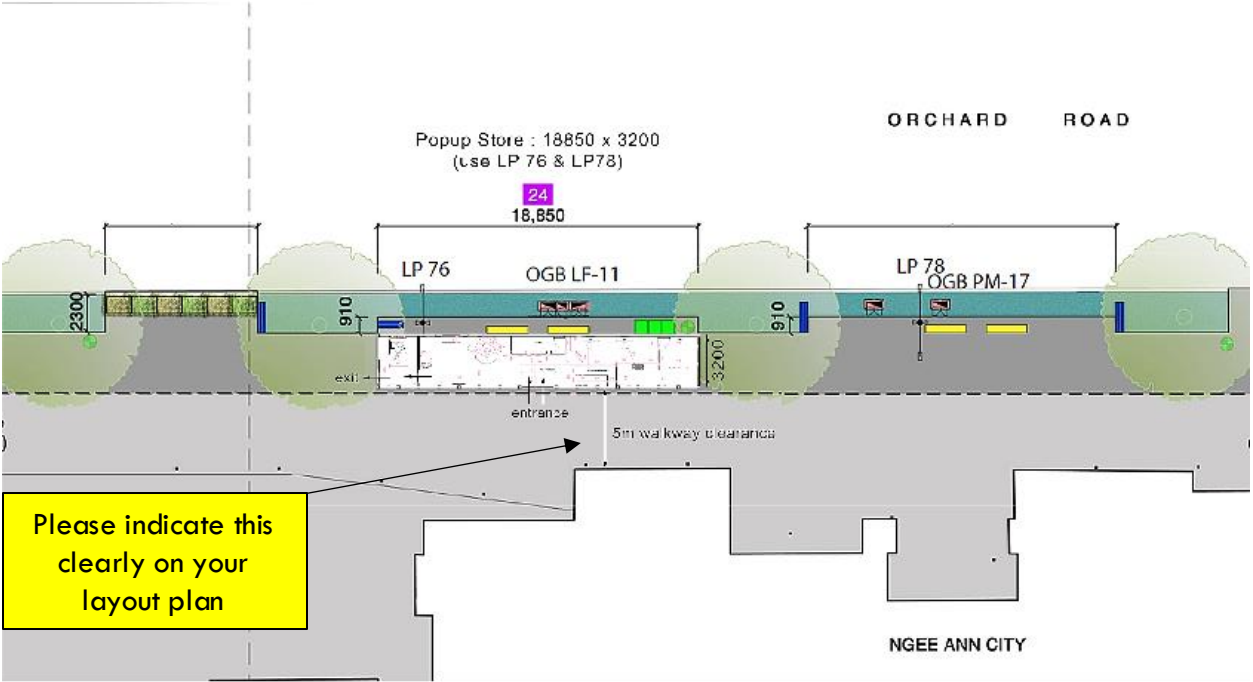 ORCHARD ROAD
Popup Store : 18850 x 3200
(use LP 76 & LP78)
24
18,850
LP 76
OGB LF-11
LP 78
OGB PM-17
2300
910
910
3200
exit
entrance
5m walkway clearance
)
Please indicate this
clearly on your
layout plan
NGEE ANN CITY